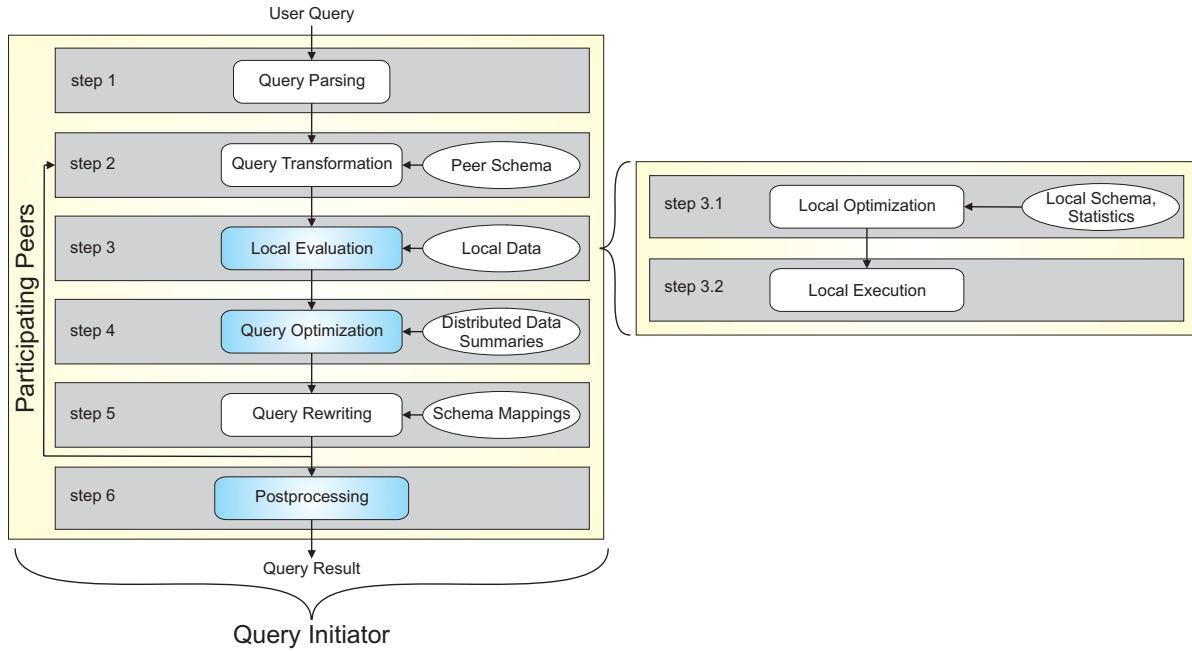 User Query
step 1
Query Parsing
step 2
Query Transformation
Peer Schema
step 3
Local Evaluation
Local Data
step 4
Query Optimization
Distributed Data
Summaries
step 5
Query Rewriting
Schema Mappings
step 6
Postprocessing
Participating Peers
Query Result
Query Initiator
step 3.1
Local Optimization
Local Schema,
Statistics
step 3.2
Local Execution